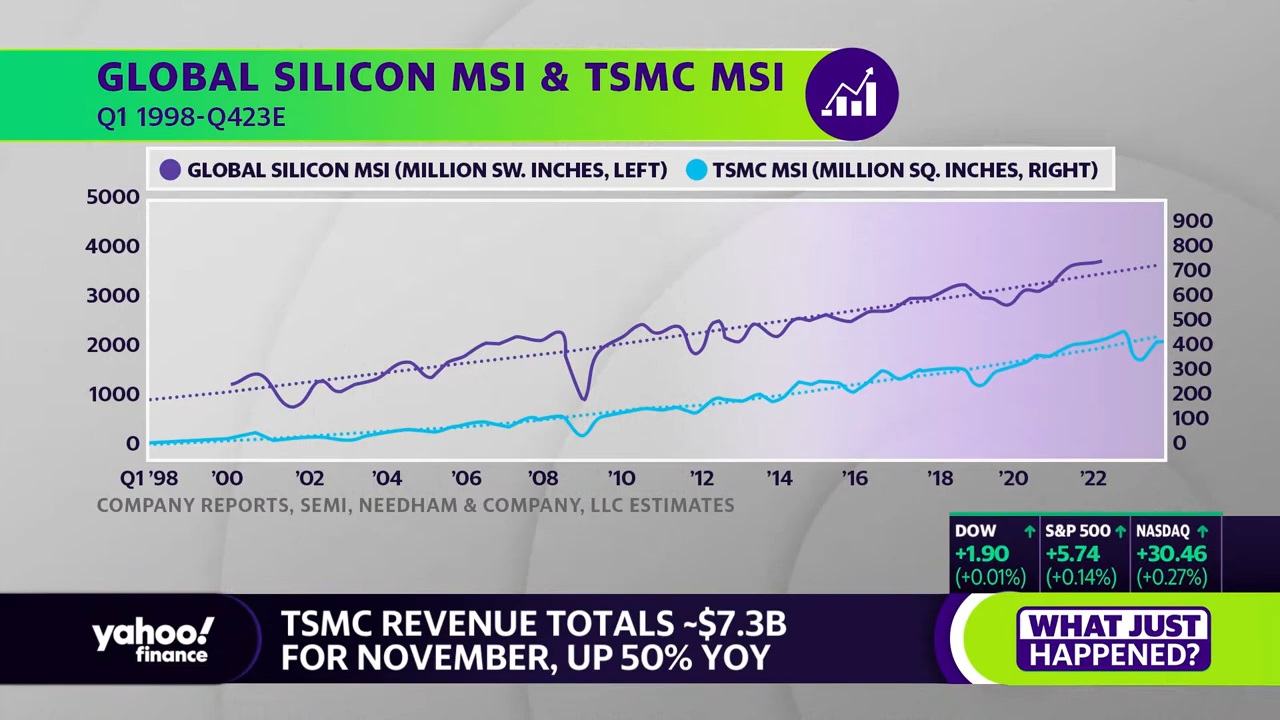 GLOBAL SILICON MSI & TSMC MSI
Q1 1998-Q423E
GLOBAL SILICON MSI (MILLION SW. INCHES, LEFT)
TSMC MSI (MILLION SQ. INCHES, RIGHT)
5000
4000
3000
2000
1000
0
900
800
700
600
500
400
300
200
100
0
Q1 '98 '00 '02 '04 '06 '08 '10 '12 '14 '16 '18 '20 '22
COMPANY REPORTS, SEMI, NEEDHAM & COMPANY, LLC ESTIMATES
DOW
+1.90
(+0.01%)
S&P 500
+5.74
(+0.14%)
NASDAQ
+30.46
(+0.27%)
yahoo!
finance
TSMC REVENUE TOTALS ~$7.3B
FOR NOVEMBER, UP 50% YOY
WHAT JUST
HAPPENED?